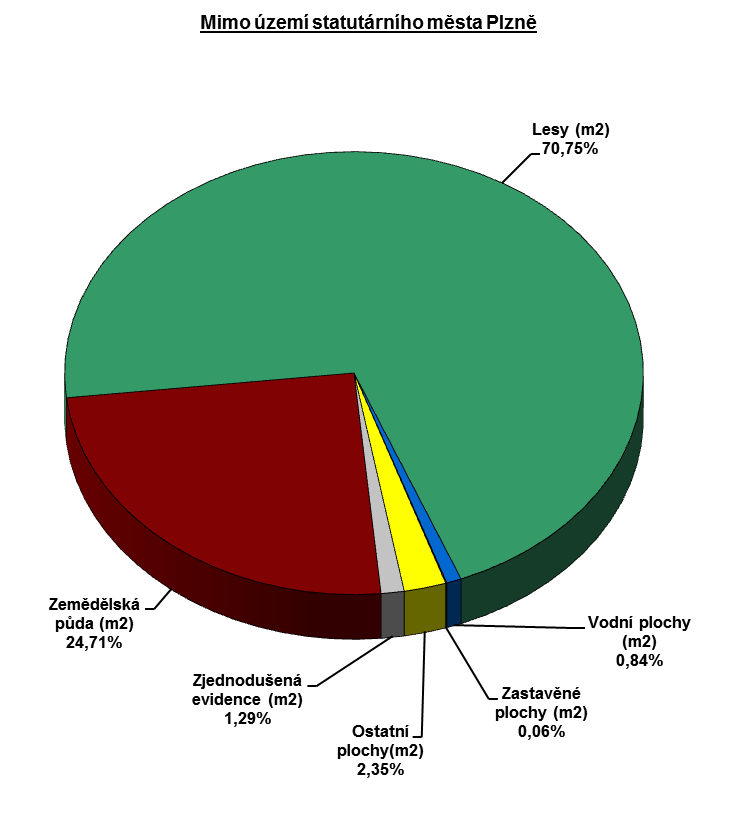 Mimo území statutárního města Plzně
Lesy (m2)
70,75%
Zemědělská
půda (m2)
24,71%
Zjednodušená
evidence (m2)
1,29%
Ostatní
plochy(m2)
2,35%
Zastavěné
plochy (m2)
0,06%
Vodní plochy
(m2)
0,84%